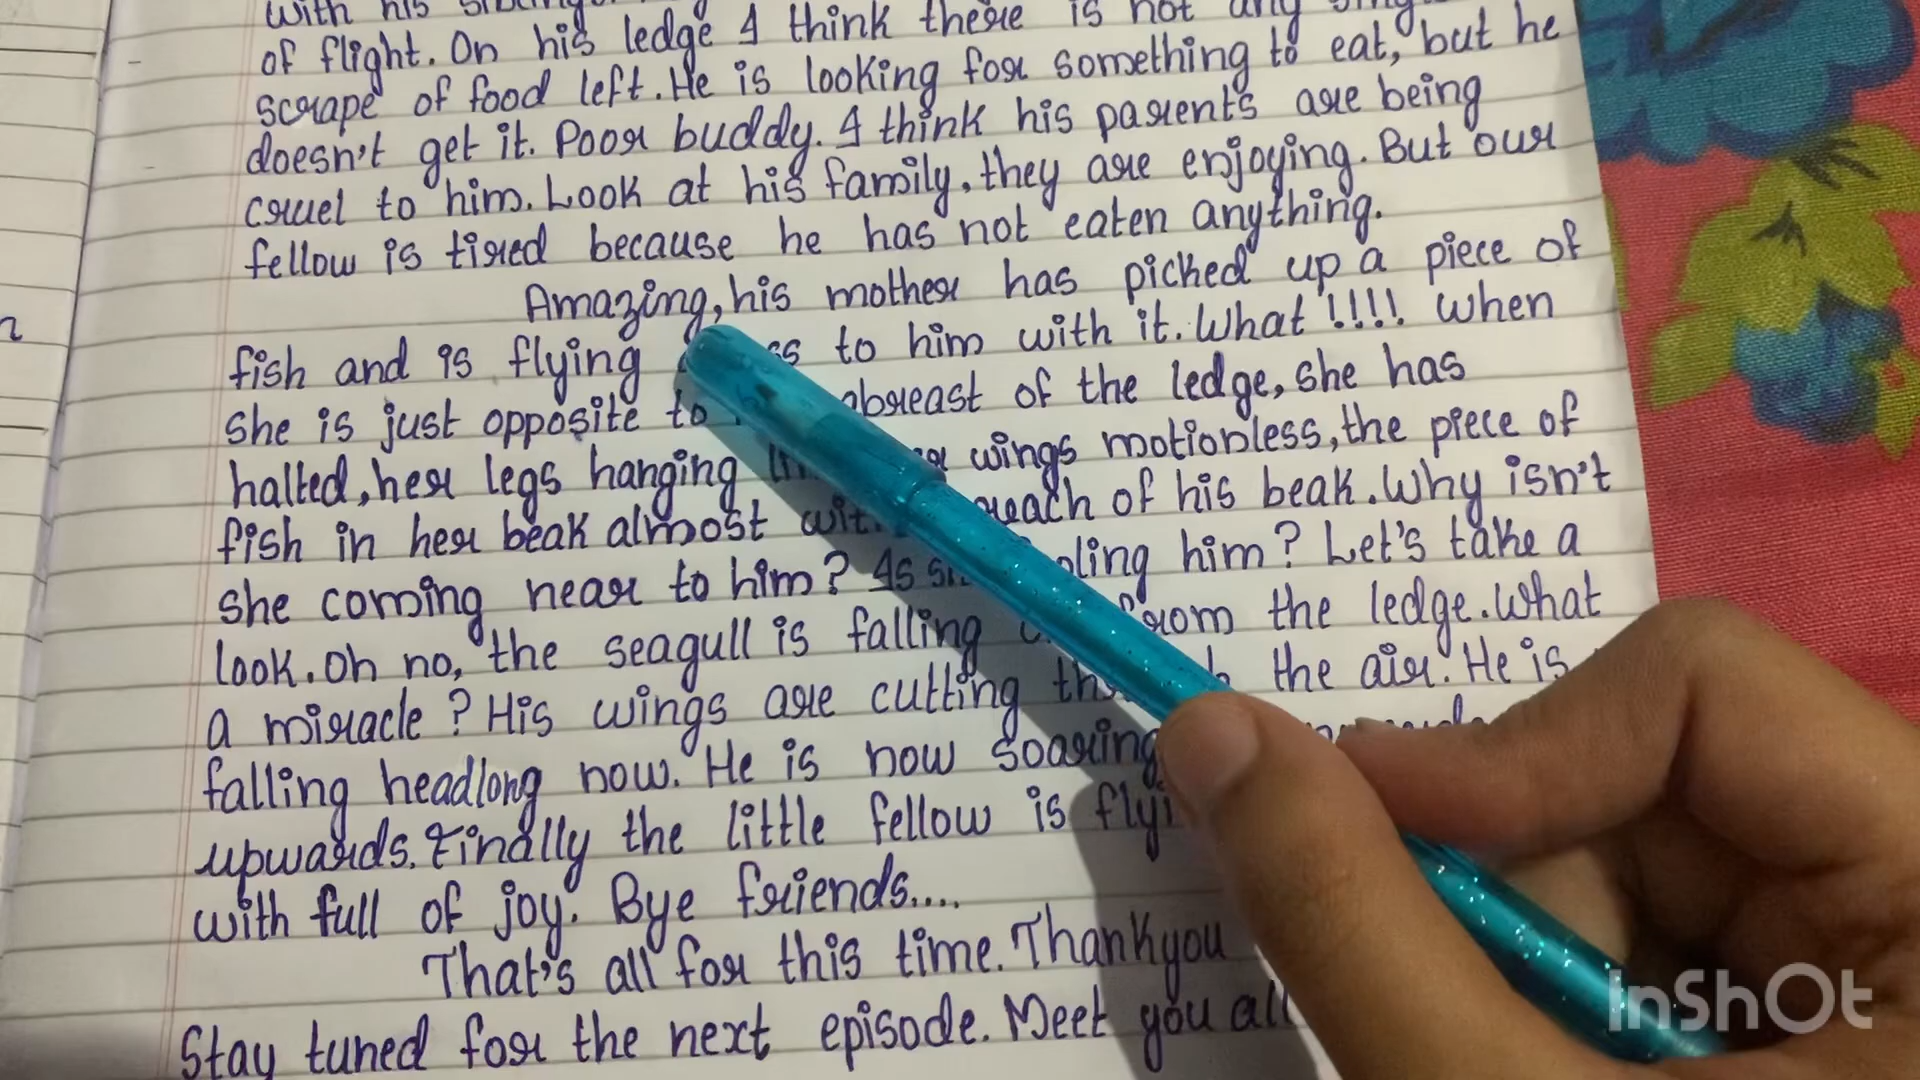 with his
of flight. On his ledge I think there is not any
scrape of food left. He is looking for something to eat, but he
doesn't get it. Poor buddy. I think his parents are being
cruel to him. Look at his family, they are enjoying. But our
fellow is tired because he has not eaten anything.
Amazing, his mother has picked up a piece of
fish and is flying to him with it. What !!!! When
she is just opposite to abreast of the ledge, she has
halted, her legs hanging wings motionless, the piece of
fish in her beak almost reach of his beak. Why isn't
she coming near to him? Is him? Let's take a
look. Oh no, the seagull is falling from the ledge. What
a miracle? His wings are cutting the air. He is
falling headlong now. He is now soaring
upwards. Finally the little fellow is
with full of joy. Bye friends....
That's all for this time. Thankyou
Stay tuned for the next episode. Meet you all
InShOt